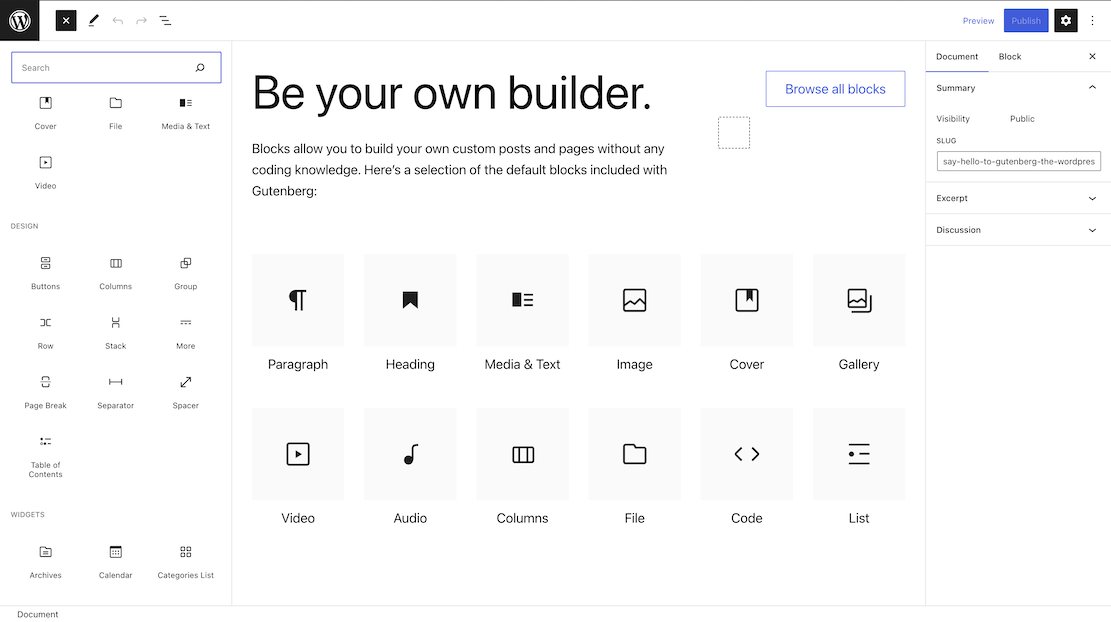 Preview
Publish
Search
Cover
File
Media & Text
Video
DESIGN
Buttons
Columns
Group
Row
Stack
More
Page Break
Separator
Spacer
Table of
Contents
WIDGETS
Archives
Calendar
Categories List
Be your own builder.
Browse all blocks
Blocks allow you to build your own custom posts and pages without any
coding knowledge. Here's a selection of the default blocks included with
Gutenberg:
Paragraph
Heading
Media & Text
Image
Cover
Gallery
Video
Audio
Columns
File
Code
List
Document
Block
Summary
Visibility
Public
SLUG
say-hello-to-gutenberg-the-wordpres
Excerpt
Discussion
Document